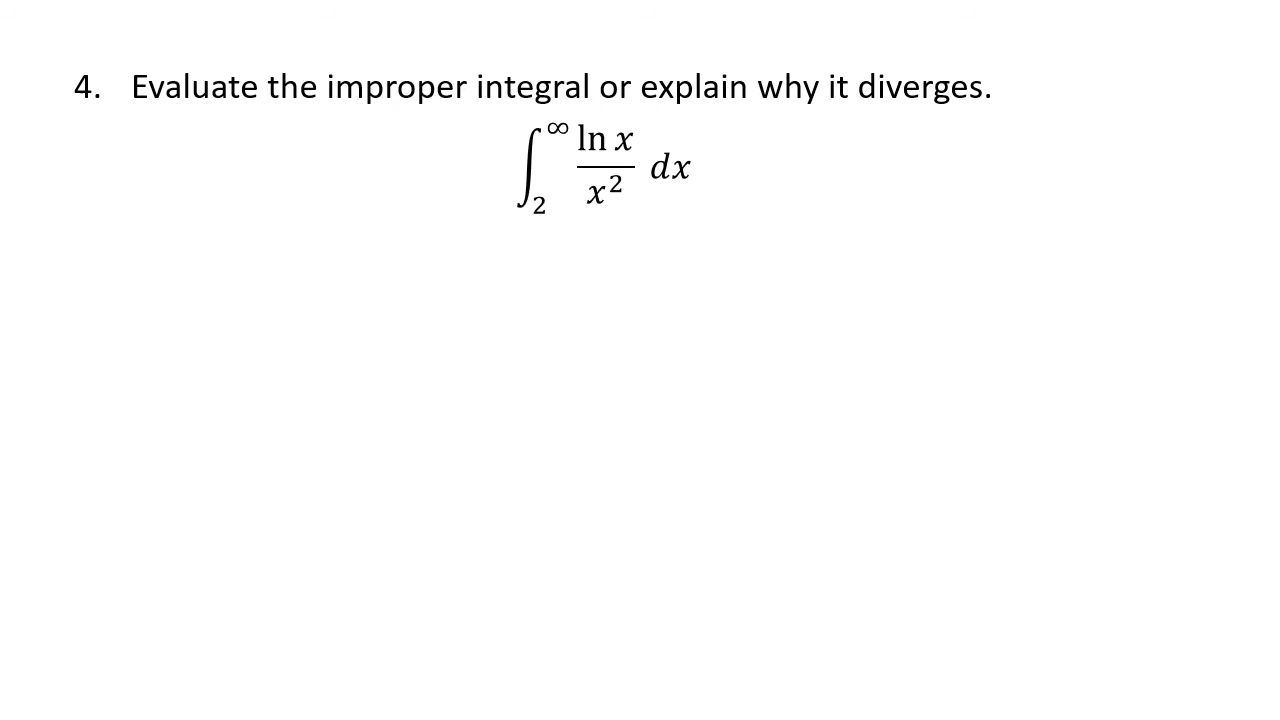 4. Evaluate the improper integral or explain why it diverges.
∫₂^∞ (ln x)/(x²) dx